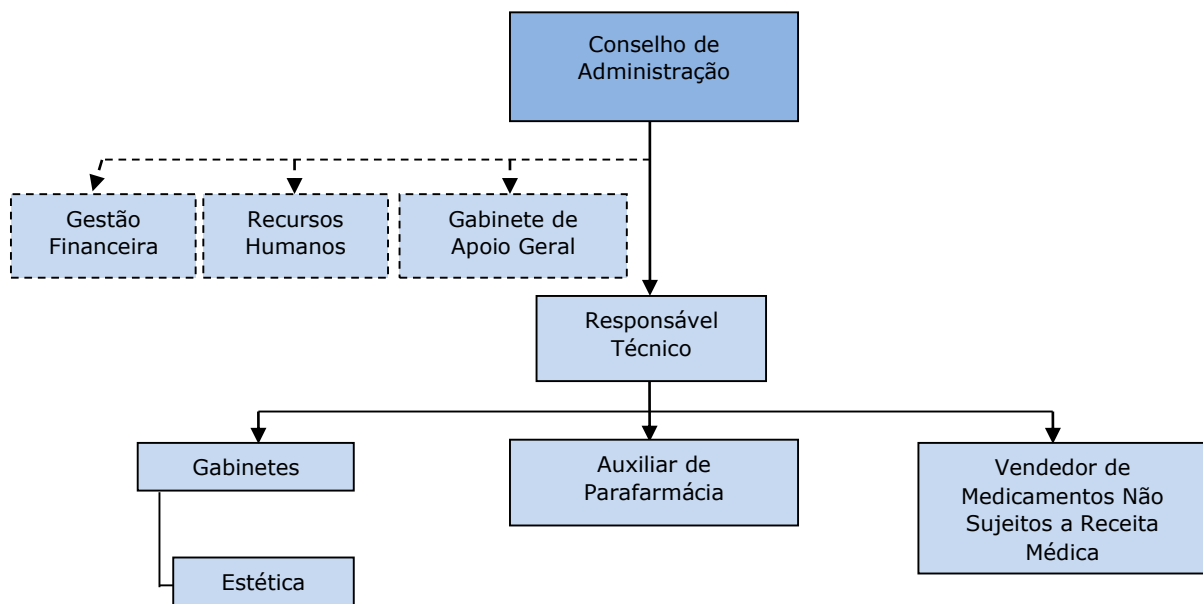 Conselho de
Administração
Gestão
Financeira
Recursos
Humanos
Gabinete de
Apoio Geral
Responsável
Técnico
Gabinetes
Auxiliar de
Parafarmácia
Vendedor de
Medicamentos Não
Sujeitos a Receita
Médica
Estética